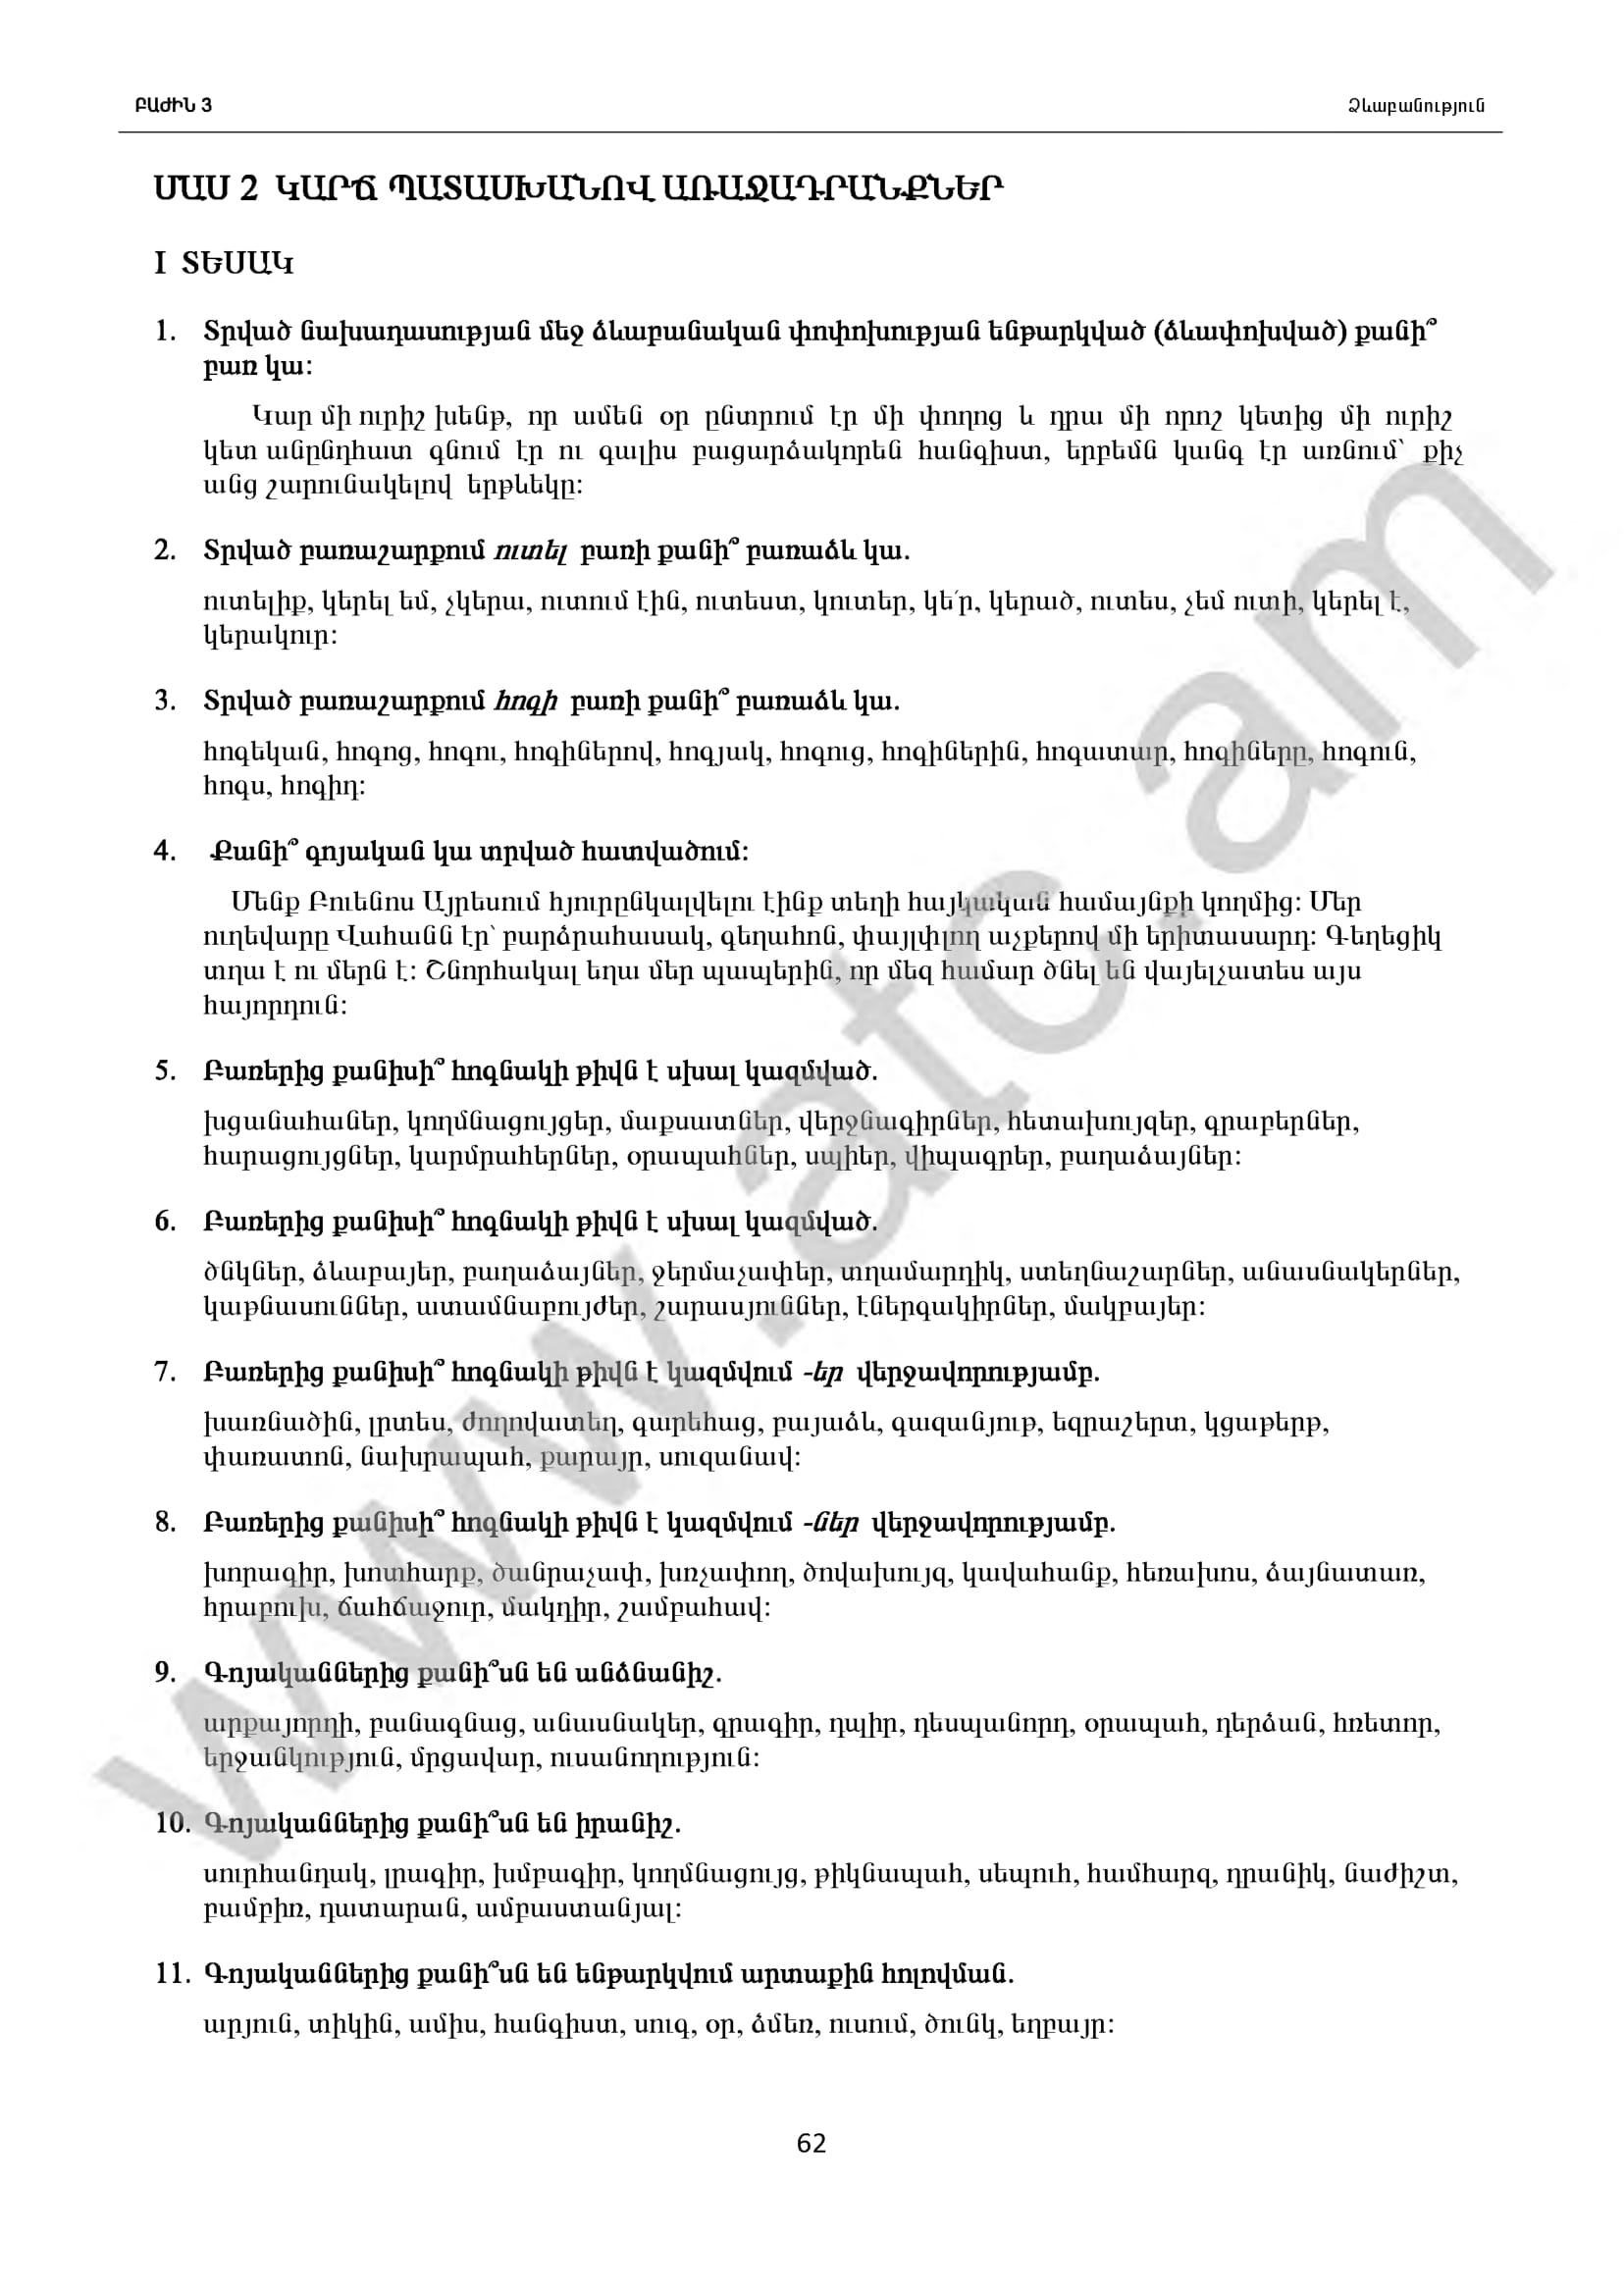 ԲԱԺԻՆ 3
Ձևաբանություն
ՄԱՍ 2 ԿԱՐՃ ՊԱՏԱՍԽԱՆՈՎ ԱՌԱՋԱԴՐԱՆՔՆԵՐ
I ՏԵՍԱԿ
1. Տրված նախադասության մեջ ձևաբանական փոփոխության ենթարկված (ձևափոխված) քանի՞
բառ կա:
Կար մի ուրիշ խենթ, որ ամեն օր ընտրում էր մի փողոց և դրա մի որոշ կետից մի ուրիշ
կետ անընդհատ գնում էր ու գալիս բացարձակորեն հանգիստ, երբեմն կանգ էր առնում՝ քիչ
անց շարունակելով երթևեկը:
2. Տրված բառաշարքում ուտել բառի քանի՞ բառաձև կա.
ուտելիք, կերել եմ, չկերա, ուտում էին, ուտեստ, կուտեր, կե՛ր, կերած, ուտես, չեմ ուտի, կերել է,
կերակուր:
3. Տրված բառաշարքում հոգի բառի քանի՞ բառաձև կա.
հոգեկան, հոգոց, հոգու, հոգիներով, հոգյակ, հոգուց, հոգիներին, հոգատար, հոգիները, հոգուն,
հոգս, հոգիդ:
4. Քանի՞ գոյական կա տրված հատվածում:
Մենք Բուենոս Այրեսում հյուրընկալվելու էինք տեղի հայկական համայնքի կողմից: Մեր
ուղեվարը Վահանն էր՝ բարձրահասակ, գեղահոն, փայլփլող աչքերով մի երիտասարդ: Գեղեցիկ
տղա է ու մերն է: Շնորհակալ եղա մեր պապերին, որ մեզ համար ծնել են վայելչատես այս
հայորդուն:
5. Բառերից քանիսի՞ հոգնակի թիվն է սխալ կազմված.
խցանահաներ, կողմնացույցեր, մաքսատներ, վերջնագիրներ, հետախույզեր, գրաբերներ,
հարացույցներ, կարմրահերներ, օրապահներ, սպիեր, վիպագրեր, բաղաձայներ:
6. Բառերից քանիսի՞ հոգնակի թիվն է սխալ կազմված.
ծնկներ, ձևաբայեր, բաղաձայներ, ջերմաչափեր, տղամարդիկ, ստեղնաշարներ, անասնակերներ,
կաթնասուններ, ատամնաբույժեր, շարասյուններ, էներգակիրներ, մակբայեր:
7. Բառերից քանիսի՞ հոգնակի թիվն է կազմվում -եր վերջավորությամբ.
խառնածին, լրտես, ժողովատեղ, գարեհաց, բայաձև, գազանյութ, եզրաշերտ, կցաթերթ,
փառատոն, նախրապահ, քարայր, սուզանավ:
8. Բառերից քանիսի՞ հոգնակի թիվն է կազմվում -ներ վերջավորությամբ.
խորագիր, խոտհարք, ծանրաչափ, խռչափող, ծովախույզ, կավահանք, հեռախոս, ձայնատառ,
հրաբուխ, ճահճաջուր, մակդիր, շամբահավ:
9. Գոյականներից քանի՞սն են անձնանիշ.
արքայորդի, բանագնաց, անասնակեր, գրագիր, դպիր, դեսպանորդ, օրապահ, դերձան, հռետոր,
երջանկություն, մրցավար, ուսանողություն:
10. Գոյականներից քանի՞սն են իրանիշ.
սուրհանդակ, լրագիր, խմբագիր, կողմնացույց, թիկնապահ, սեպուհ, համհարզ, դրանիկ, նաժիշտ,
բամբիռ, դատարան, ամբաստանյալ:
11. Գոյականներից քանի՞սն են ենթարկվում արտաքին հոլովման.
արյուն, տիկին, ամիս, հանգիստ, սուգ, օր, ձմեռ, ուսում, ծունկ, եղբայր:
62
www.atc.am